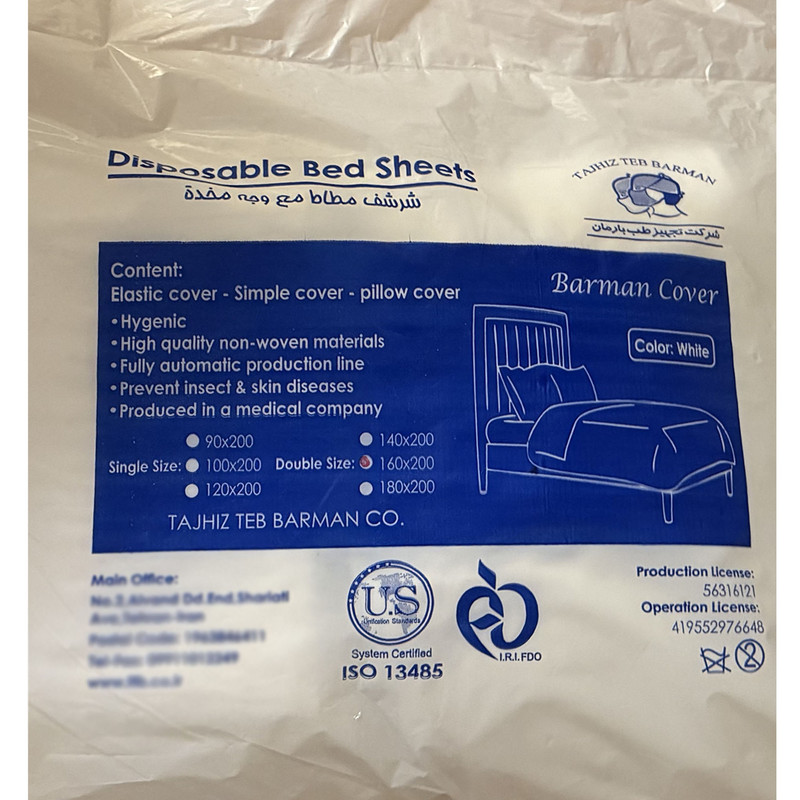 Disposable Bed Sheets
شرشف مطاط مع وجه مخدة
TAJHIZ TEB BARMAN
شرکت تجهیز طب بارمان
Content:
Elastic cover - Simple cover - pillow cover
•Hygenic
•High quality non-woven materials
•Fully automatic production line
•Prevent insect & skin diseases
•Produced in a medical company
Barman Cover
Color: White
Single Size:
90x200
100x200
120x200
Double Size:
140x200
160x200
180x200
TAJHIZ TEB BARMAN CO.
Main Office:
U.S
Unification Standards
System Certified
ISO 13485
I.R.I.FDO
Production License:
56316121
Operation License:
419552976648
2